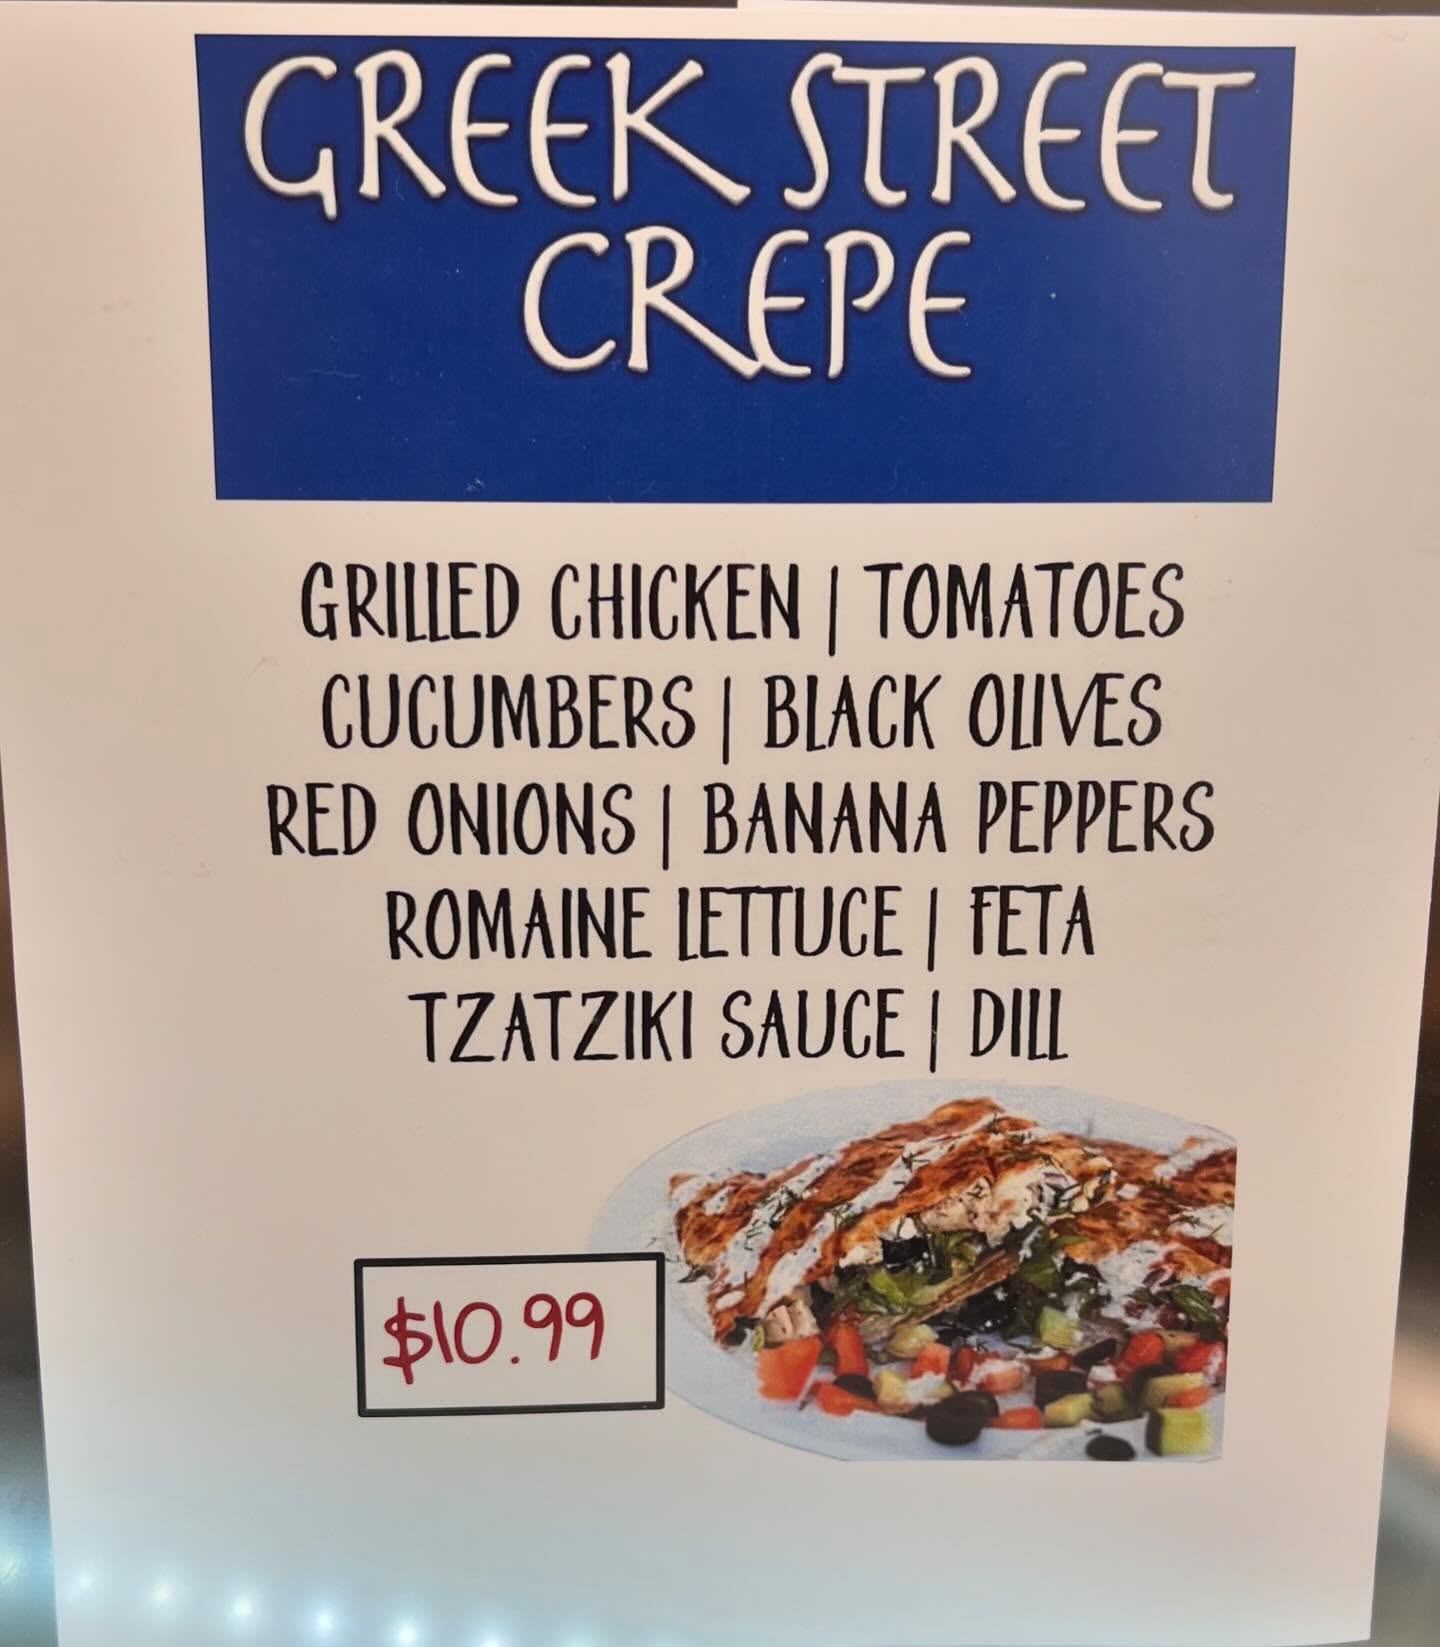 GREEK STREET
CREPE
GRILLED CHICKEN | TOMATOES
CUCUMBERS | BLACK OLIVES
RED ONIONS | BANANA PEPPERS
ROMAINE LETTUCE | FETA
TZATZIKI SAUCE | DILL
$10.99